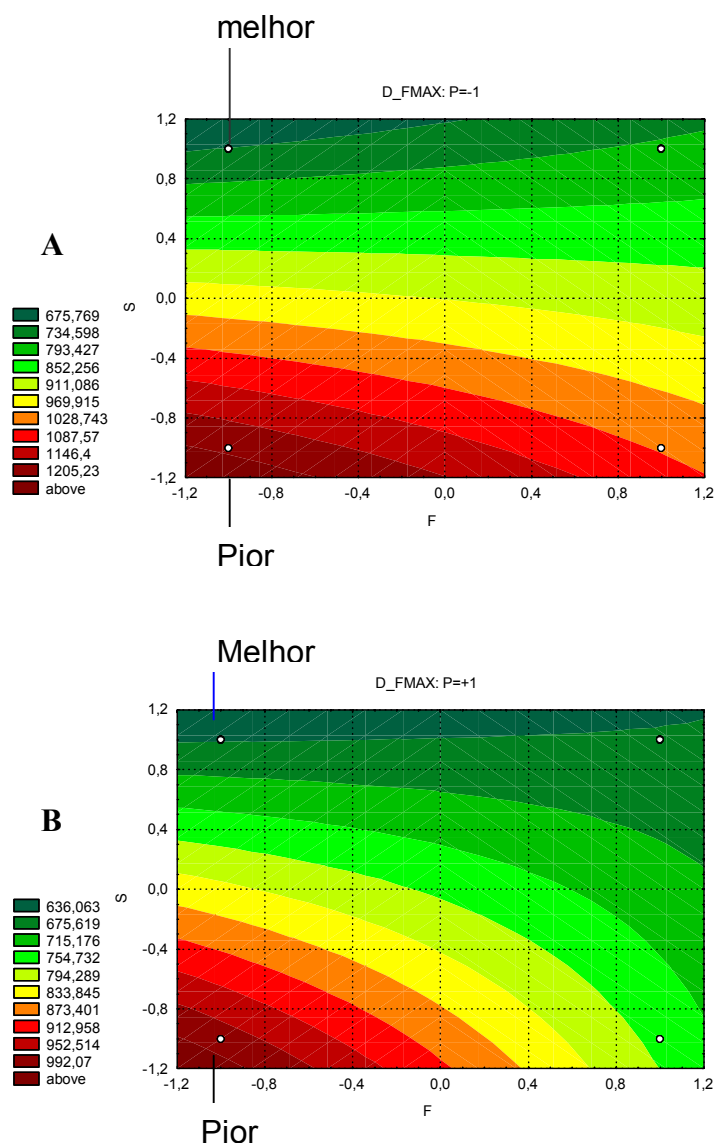 melhor
D_FMAX: P=-1
A
675,769
734,598
793,427
852,256
911,086
969,915
1028,743
1087,57
1146,4
1205,23
above
S
1,2
0,8
0,4
0,0
-0,4
-0,8
-1,2
-1,2 -0,8 -0,4 0,0 0,4 0,8 1,2
F
Pior
Melhor
D_FMAX: P=+1
B
636,063
675,619
715,176
754,732
794,289
833,845
873,401
912,958
952,514
992,07
above
S
1,2
0,8
0,4
0,0
-0,4
-0,8
-1,2
-1,2 -0,8 -0,4 0,0 0,4 0,8 1,2
F
Pior